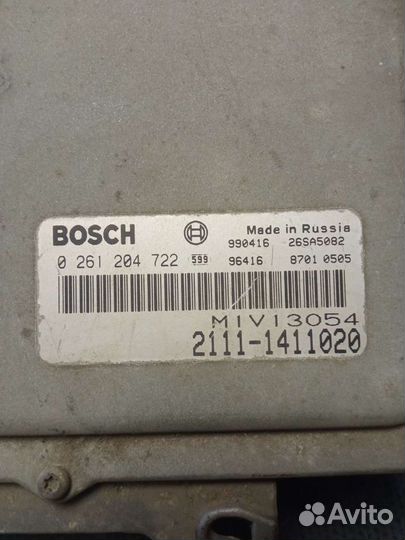 BOSCH
Made in Russia
990416 26SA5082
0 261 204 722 599 96416 8701 0505
M1V13054
2111-1411020
Avito